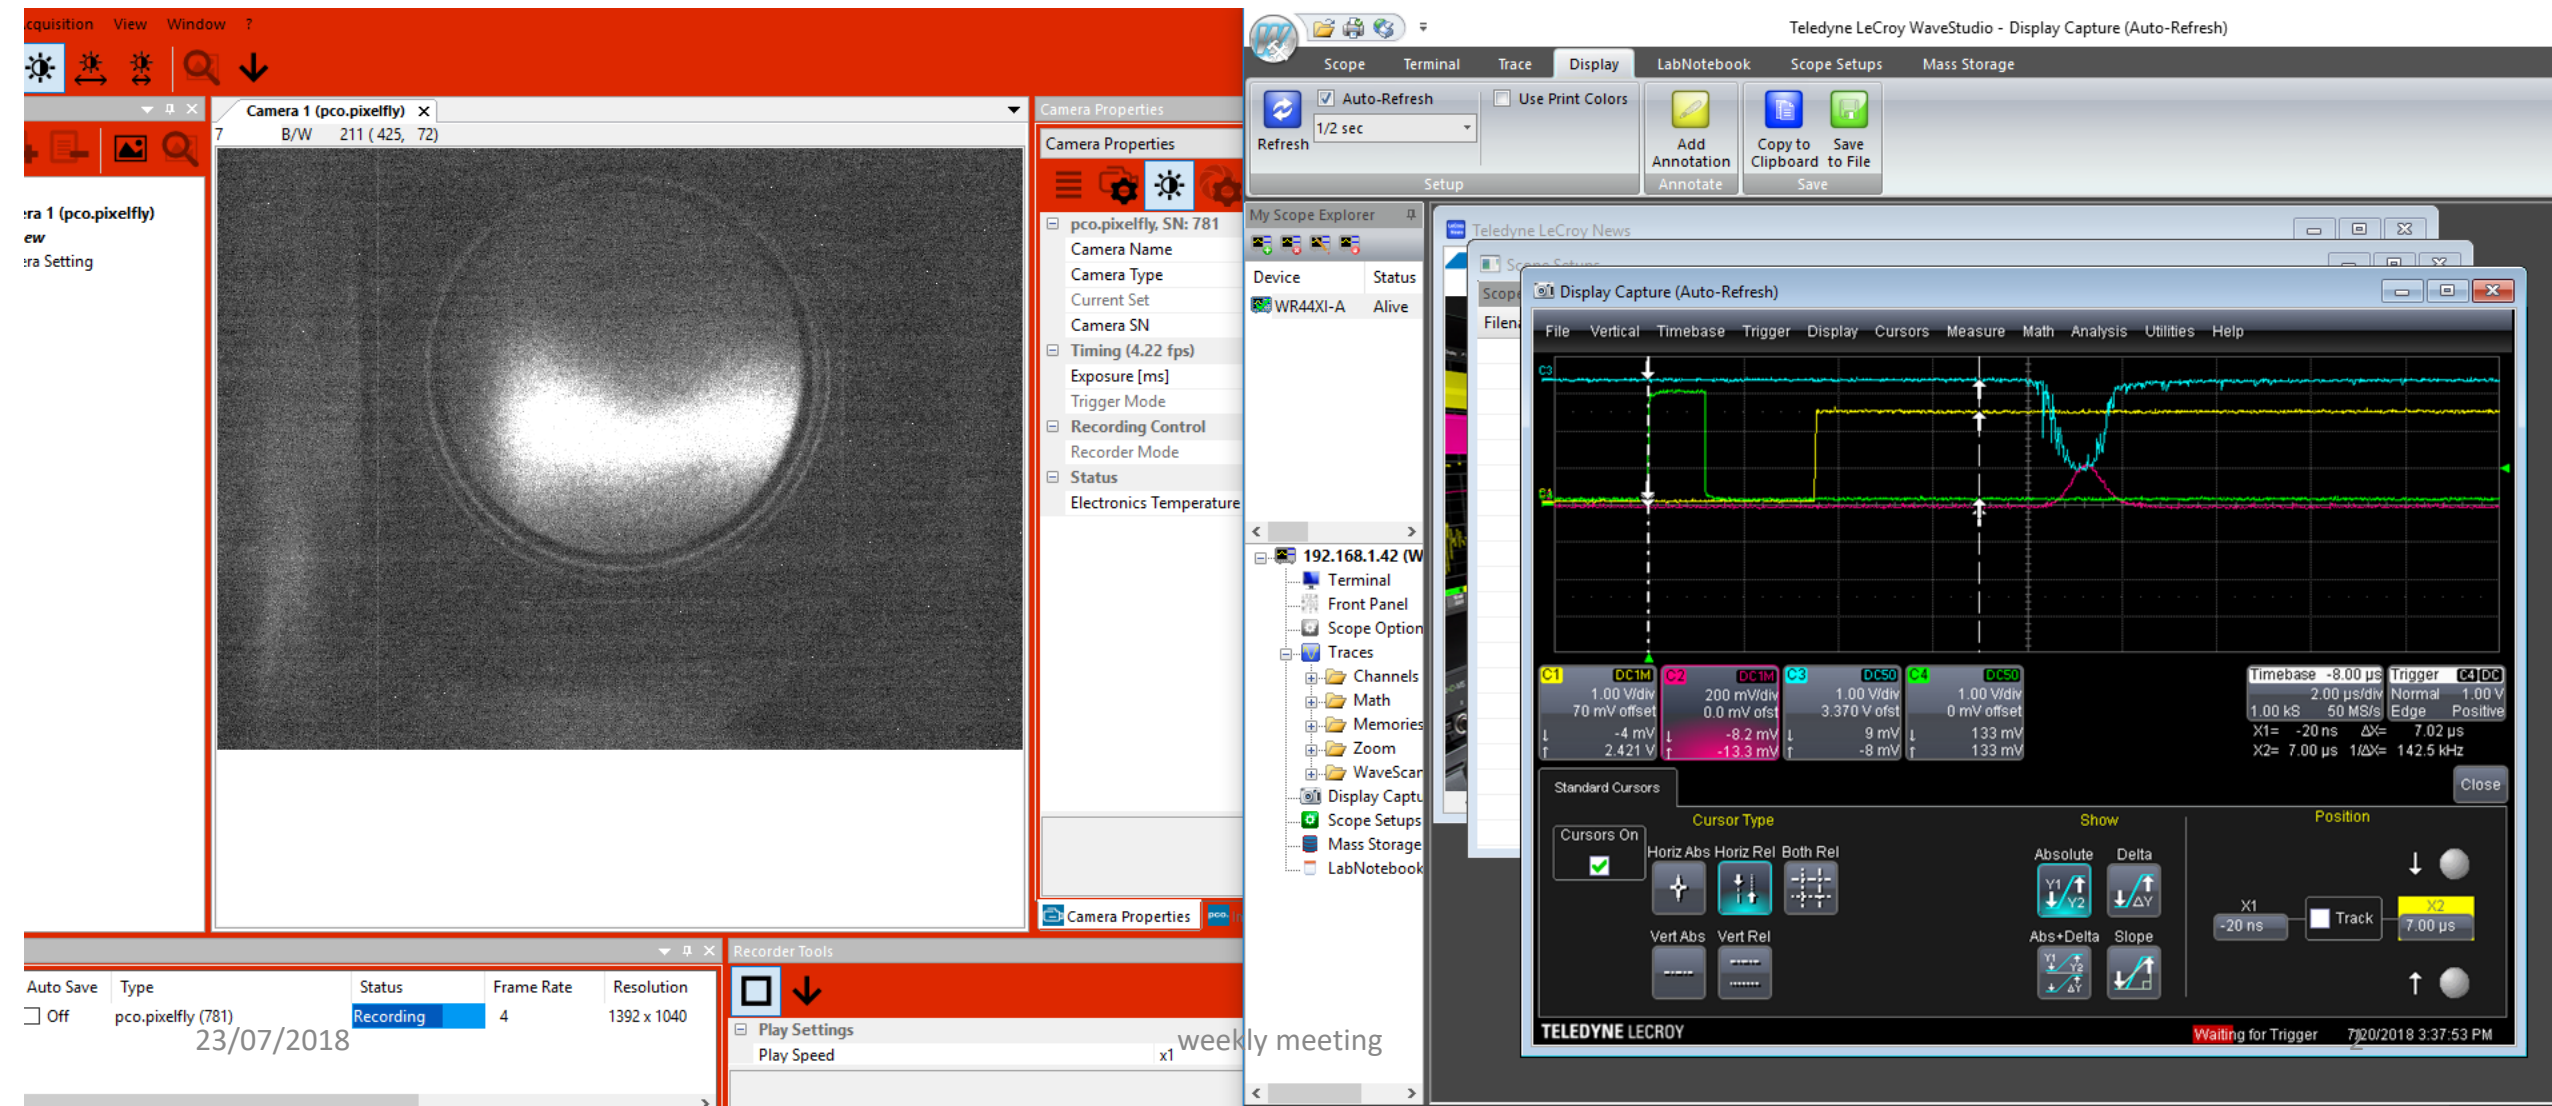 cquisition View Window ?
Camera 1 (pco.pixelfly)
7 B/W 211 ( 425, 72)
era 1 (pco.pixelfly)
ew
era Setting
Camera Properties
Camera Properties
pco.pixelfly, SN: 781
Camera Name
Camera Type
Current Set
Camera SN
Timing (4.22 fps)
Exposure [ms]
Trigger Mode
Recording Control
Recorder Mode
Status
Electronics Temperature
Camera Properties
pco.
Auto Save Type Status Frame Rate Resolution
Off pco.pixelfly (781) Recording 4 1392 x 1040
Recorder Tools
Play Settings
Play Speed x1
23/07/2018
weekly meeting
2
Teledyne LeCroy WaveStudio - Display Capture (Auto-Refresh)
Scope Terminal Trace Display LabNotebook Scope Setups Mass Storage
Refresh
Auto-Refresh
1/2 sec
Use Print Colors
Setup
Add Annotation
Annotate
Copy to Clipboard
Save to File
Save
My Scope Explorer
Device Status
WR44XI-A Alive
192.168.1.42 (W
Terminal
Front Panel
Scope Option
Traces
Channels
Math
Memories
Zoom
WaveScan
Display Captu
Scope Setups
Mass Storage
LabNotebook
Teledyne LeCroy News
Scope Setups
Scope
Filena
Display Capture (Auto-Refresh)
File Vertical Timebase Trigger Display Cursors Measure Math Analysis Utilities Help
C3
C1 DC1M
1.00 V/div
70 mV offset
-4 mV
2.421 V
C2 DC1M
200 mV/div
0.0 mV ofst
-8.2 mV
-13.3 mV
C3 DC50
1.00 V/div
3.370 V ofst
9 mV
-8 mV
C4 DC50
1.00 V/div
0 mV offset
133 mV
133 mV
Timebase -8.00 µs
2.00 µs/div
1.00 kS 50 MS/s
Trigger C4 DC
Normal 1.00 V
Edge Positive
X1= -20 ns ΔX= 7.02 µs
X2= 7.00 µs 1/ΔX= 142.5 kHz
Standard Cursors
Close
Cursors On
Cursor Type
Horiz Abs Horiz Rel Both Rel
Vert Abs Vert Rel
Show
Absolute Delta
Y1 Y2 ΔY
Abs+Delta Slope
Y1 Y2 ΔY
Position
X1
-20 ns
Track
X2
7.00 µs
TELEDYNE LECROY
Waiting for Trigger 7/20/2018 3:37:53 PM